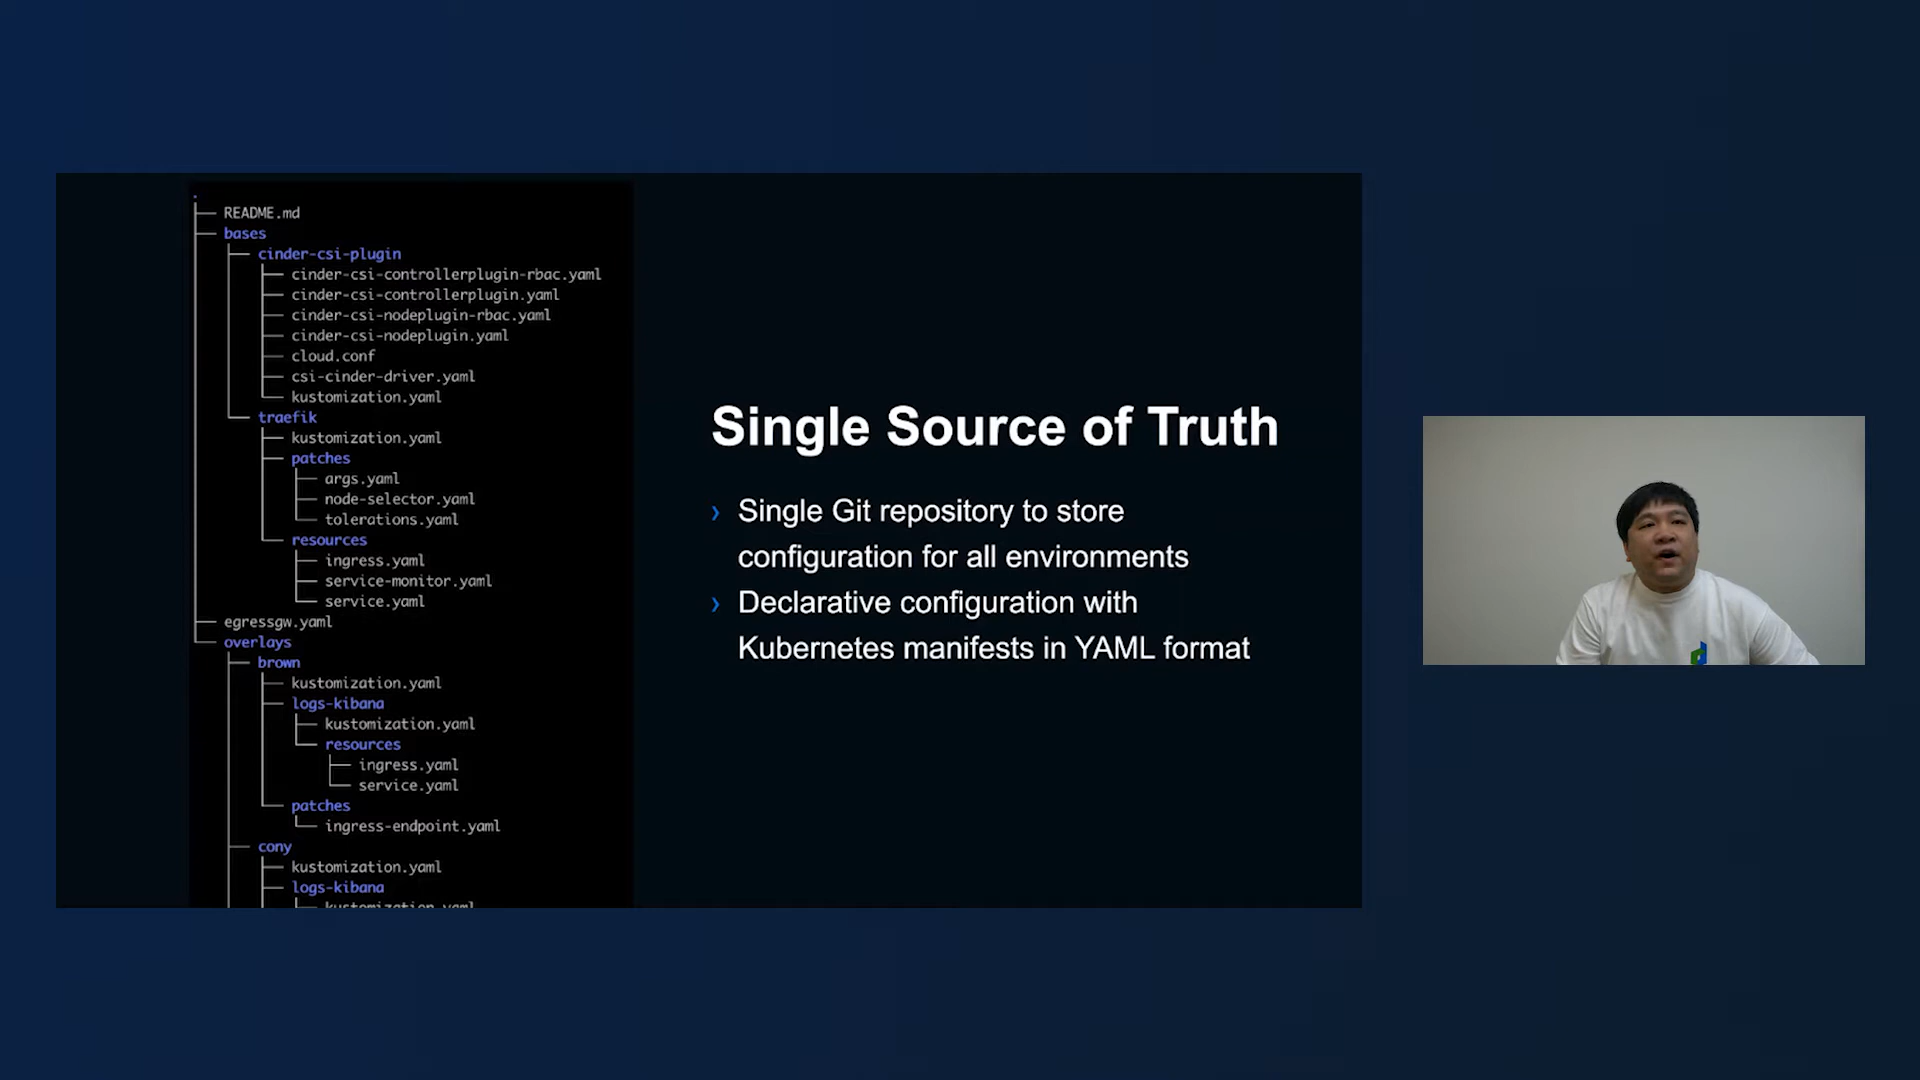 .
README.md
bases
cinder-csi-plugin
cinder-csi-controllerplugin-rbac.yaml
cinder-csi-controllerplugin.yaml
cinder-csi-nodeplugin-rbac.yaml
cinder-csi-nodeplugin.yaml
cloud.conf
csi-cinder-driver.yaml
kustomization.yaml
traefik
kustomization.yaml
patches
args.yaml
node-selector.yaml
tolerations.yaml
resources
ingress.yaml
service-monitor.yaml
service.yaml
egressgw.yaml
overlays
brown
kustomization.yaml
logs-kibana
kustomization.yaml
resources
ingress.yaml
service.yaml
patches
ingress-endpoint.yaml
cony
kustomization.yaml
logs-kibana
kustomization.yaml
Single Source of Truth
› Single Git repository to store
configuration for all environments
› Declarative configuration with
Kubernetes manifests in YAML format